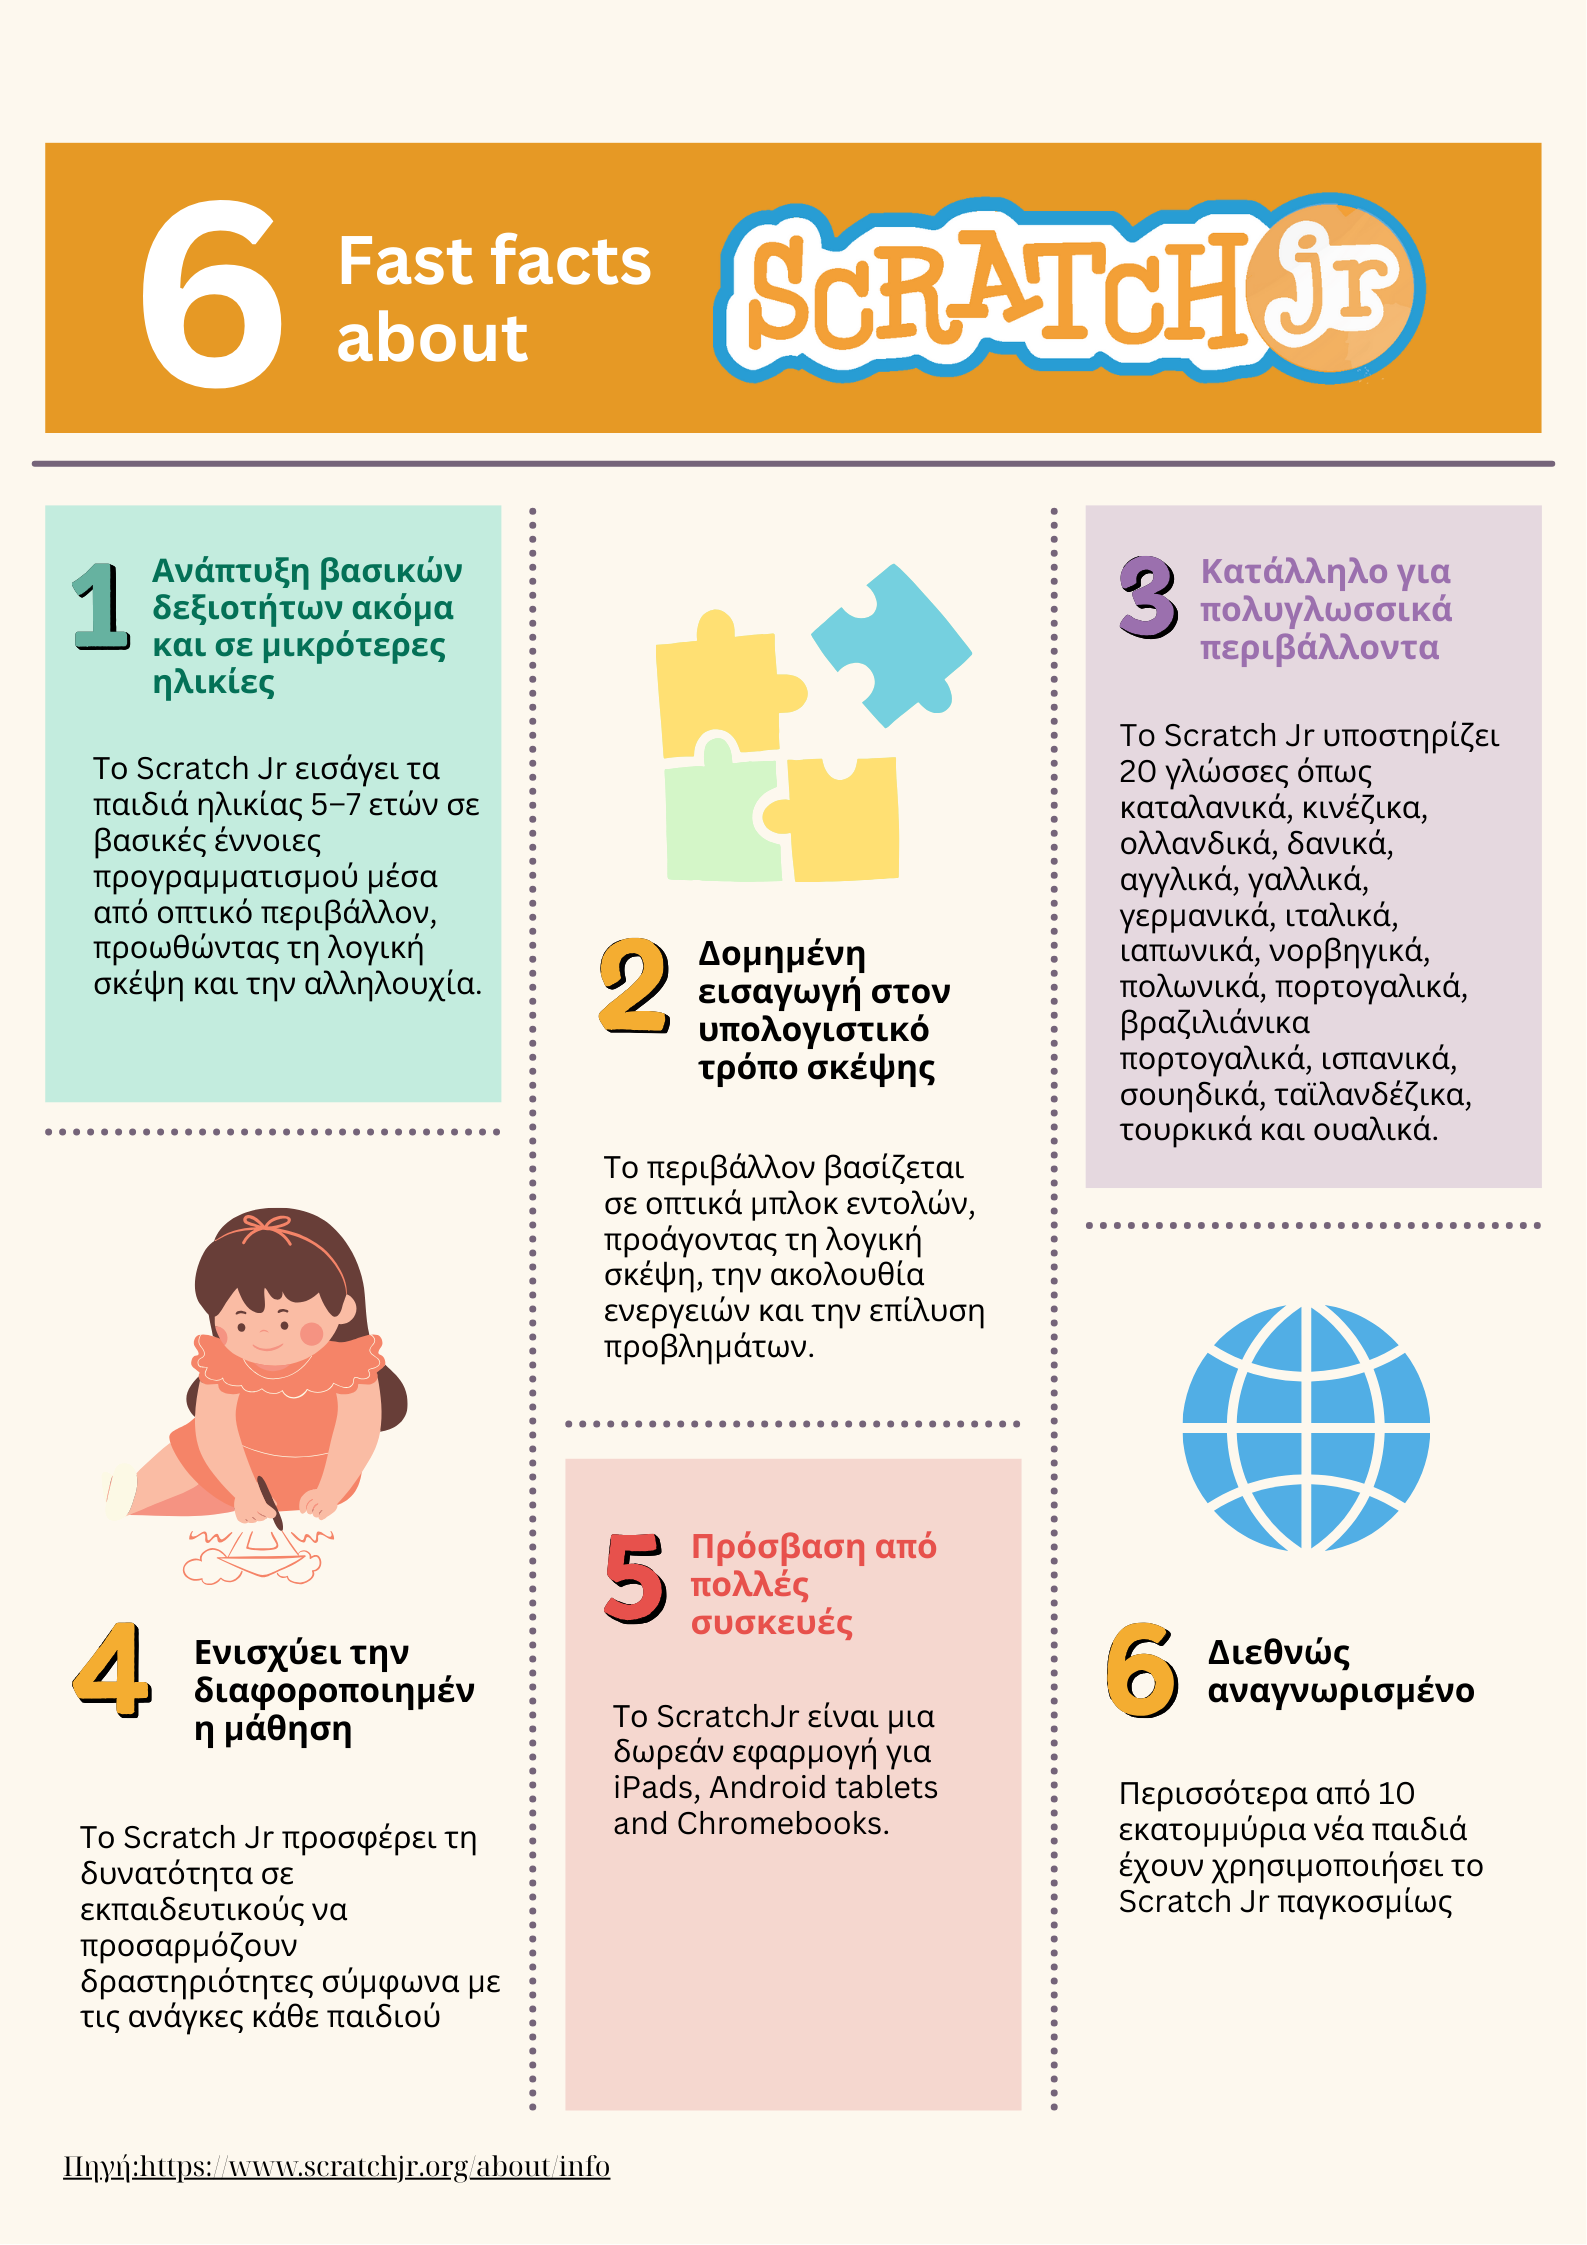 6
Fast facts
about
SCRATCH jr
1
Ανάπτυξη βασικών
δεξιοτήτων ακόμα
και σε μικρότερες
ηλικίες
Το Scratch Jr εισάγει τα
παιδιά ηλικίας 5–7 ετών σε
βασικές έννοιες
προγραμματισμού μέσα
από οπτικό περιβάλλον,
προωθώντας τη λογική
σκέψη και την αλληλουχία.
2
Δομημένη
εισαγωγή στον
υπολογιστικό
τρόπο σκέψης
Το περιβάλλον βασίζεται
σε οπτικά μπλοκ εντολών,
προάγοντας τη λογική
σκέψη, την ακολουθία
ενεργειών και την επίλυση
προβλημάτων.
3
Κατάλληλο για
πολυγλωσσικά
περιβάλλοντα
Το Scratch Jr υποστηρίζει
20 γλώσσες όπως
καταλανικά, κινέζικα,
ολλανδικά, δανικά,
αγγλικά, γαλλικά,
γερμανικά, ιταλικά,
ιαπωνικά, νορβηγικά,
πολωνικά, πορτογαλικά,
βραζιλιάνικα
πορτογαλικά, ισπανικά,
σουηδικά, ταϊλανδέζικα,
τουρκικά και ουαλικά.
4
Ενισχύει την
διαφοροποιημέν
η μάθηση
Το Scratch Jr προσφέρει τη
δυνατότητα σε
εκπαιδευτικούς να
προσαρμόζουν
δραστηριότητες σύμφωνα με
τις ανάγκες κάθε παιδιού
5
Πρόσβαση από
πολλές
συσκευές
Το ScratchJr είναι μια
δωρεάν εφαρμογή για
iPads, Android tablets
and Chromebooks.
6
Διεθνώς
αναγνωρισμένο
Περισσότερα από 10
εκατομμύρια νέα παιδιά
έχουν χρησιμοποιήσει το
Scratch Jr παγκοσμίως
Πηγή:https://www.scratchjr.org/about/info